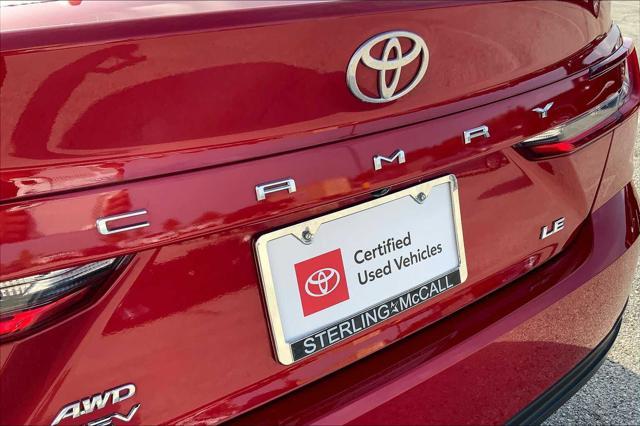 CAMRY
LE
Certified
Used Vehicles
STERLING McCALL
AWD